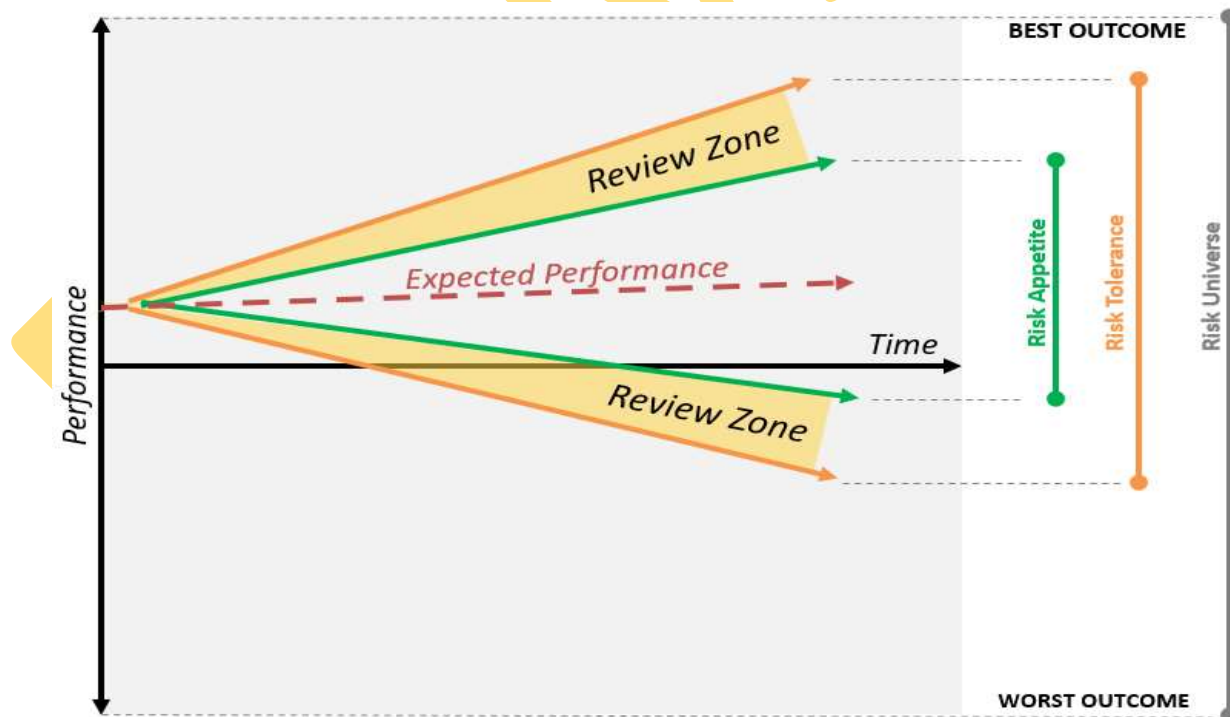 BEST OUTCOME
Review Zone
Expected Performance
Time
Performance
Review Zone
Risk Appetite
Risk Tolerance
Risk Universe
WORST OUTCOME